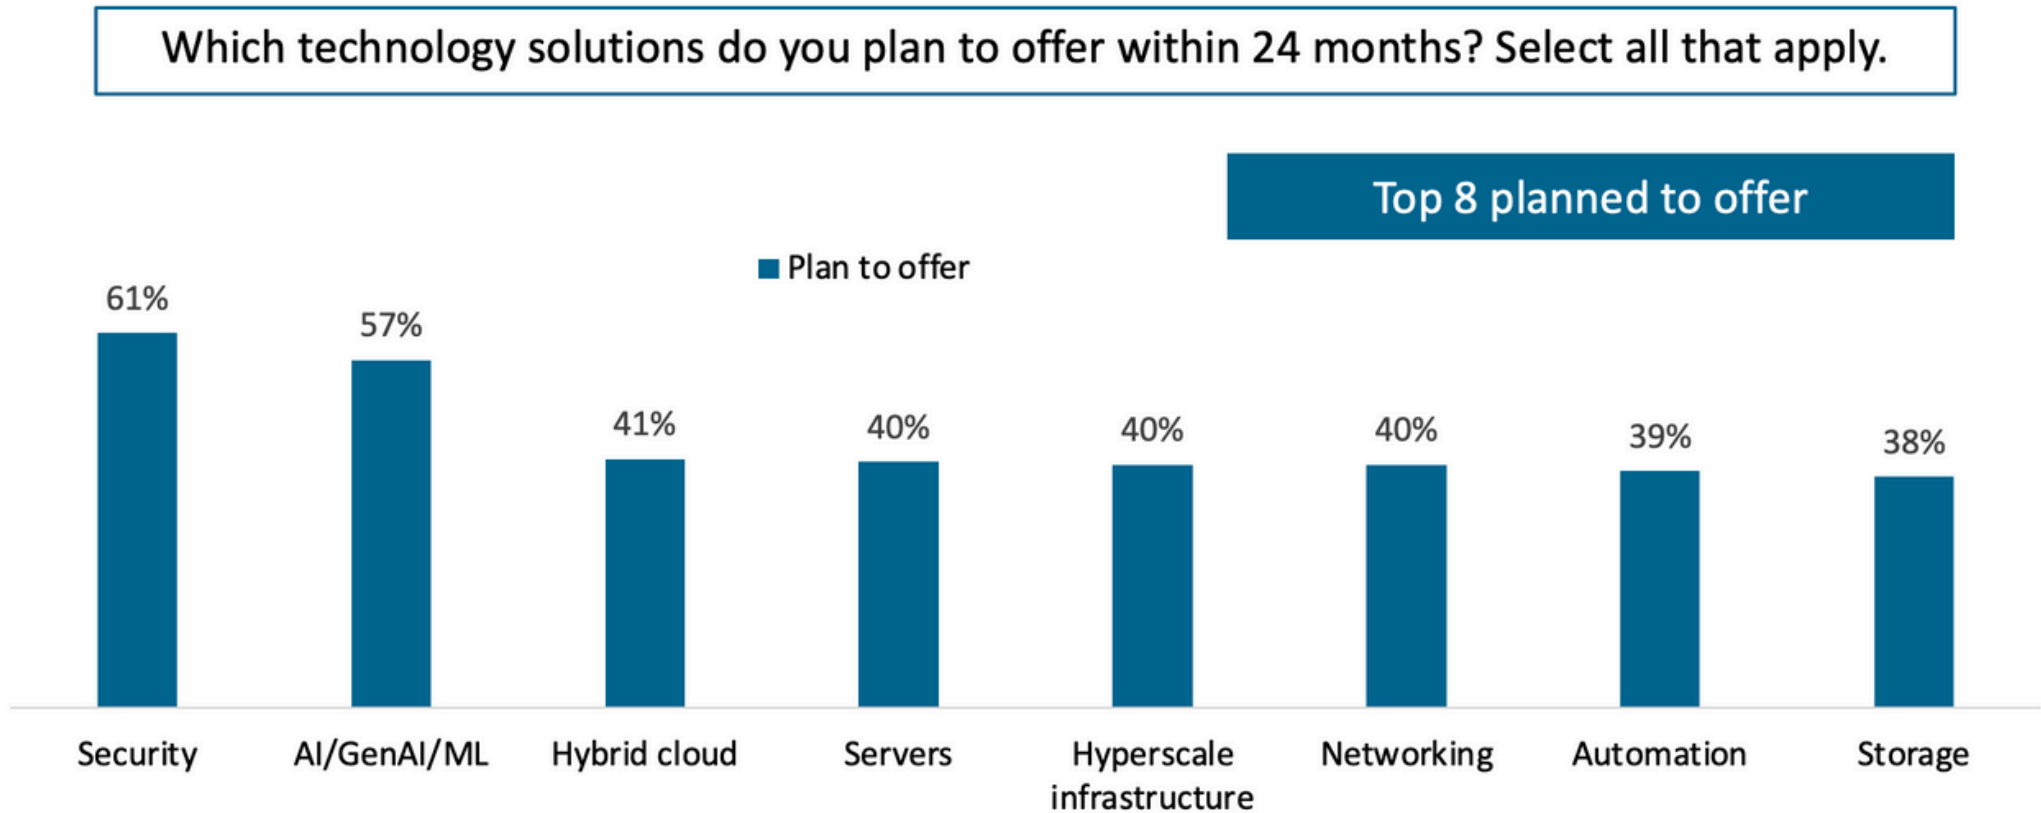 Which technology solutions do you plan to offer within 24 months? Select all that apply.
Top 8 planned to offer
Plan to offer
61%
57%
41%
40%
40%
40%
39%
38%
Security
AI/GenAI/ML
Hybrid cloud
Servers
Hyperscale
infrastructure
Networking
Automation
Storage